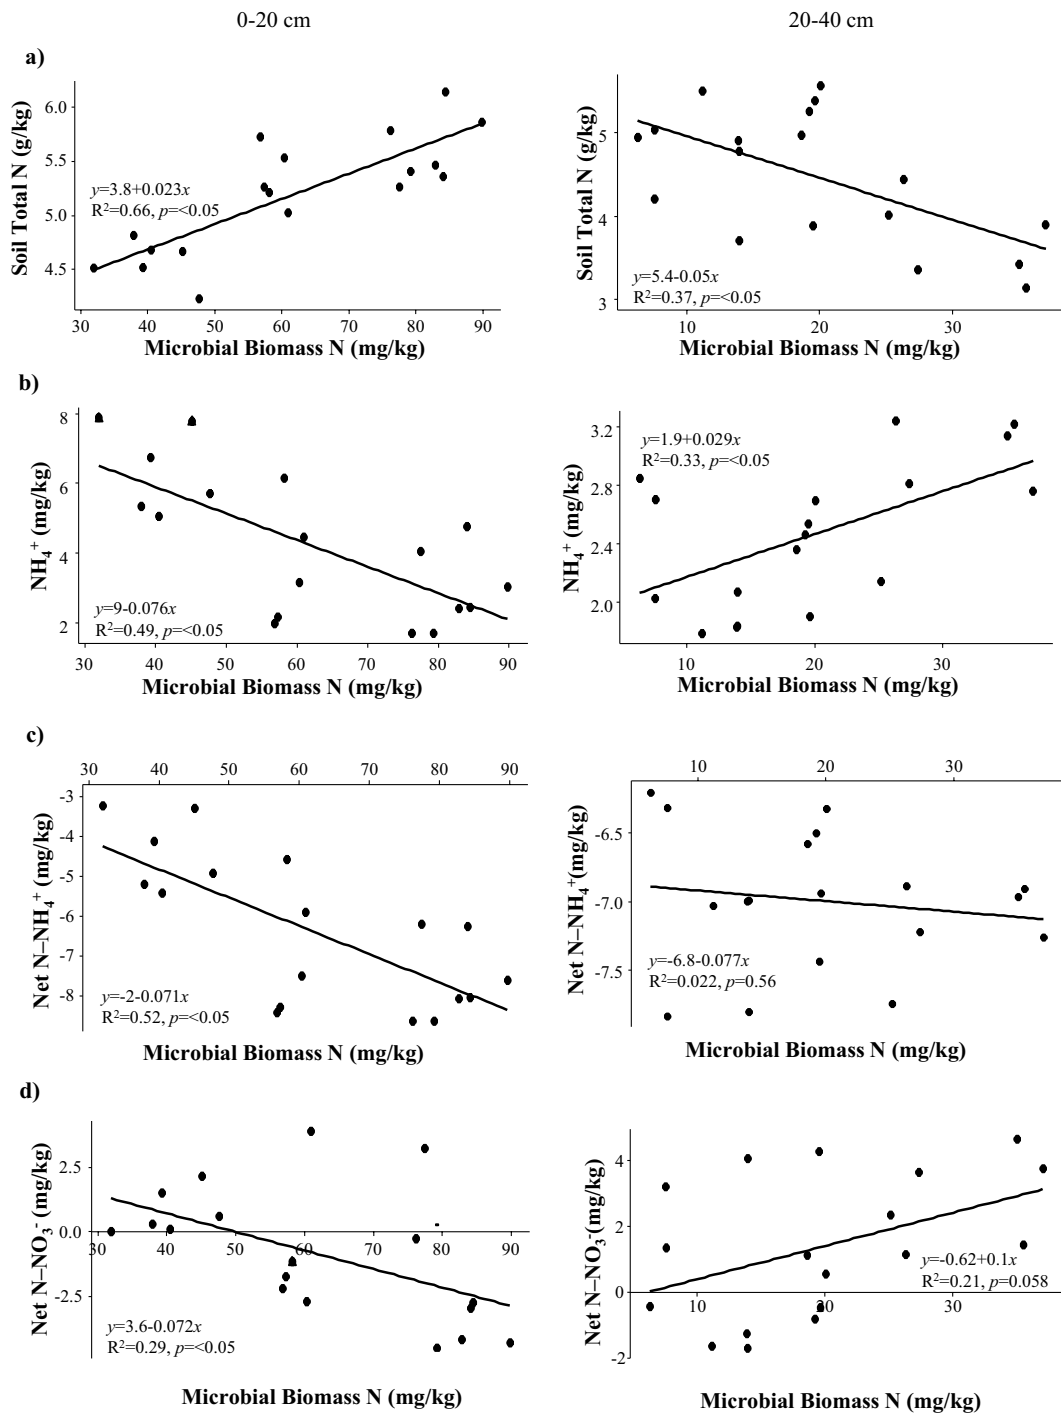 0-20 cm
20-40 cm
a)
Soil Total N (g/kg)
6.0
5.5
5.0
4.5
y=3.8+0.023x
R²=0.66, p=<0.05
30 40 50 60 70 80 90
Microbial Biomass N (mg/kg)
Soil Total N (g/kg)
5
4
3
y=5.4-0.05x
R²=0.37, p=<0.05
10 20 30
Microbial Biomass N (mg/kg)
b)
NH₄⁺ (mg/kg)
8
6
4
2
y=9-0.076x
R²=0.49, p=<0.05
30 40 50 60 70 80 90
Microbial Biomass N (mg/kg)
NH₄⁺ (mg/kg)
3.2
2.8
2.4
2.0
y=1.9+0.029x
R²=0.33, p=<0.05
10 20 30
Microbial Biomass N (mg/kg)
c)
30 40 50 60 70 80 90
Net N–NH₄⁺ (mg/kg)
-3
-4
-5
-6
-7
-8
y=-2-0.071x
R²=0.52, p=<0.05
Microbial Biomass N (mg/kg)
10 20 30
Net N–NH₄⁺(mg/kg)
-6.5
-7.0
-7.5
y=-6.8-0.077x
R²=0.022, p=0.56
Microbial Biomass N (mg/kg)
d)
Net N–NO₃⁻ (mg/kg)
2.5
0.0
-2.5
30 40 50 60 70 80 90
y=3.6-0.072x
R²=0.29, p=<0.05
Microbial Biomass N (mg/kg)
Net N–NO₃⁻(mg/kg)
4
2
0
-2
y=-0.62+0.1x
R²=0.21, p=0.058
10 20 30
Microbial Biomass N (mg/kg)